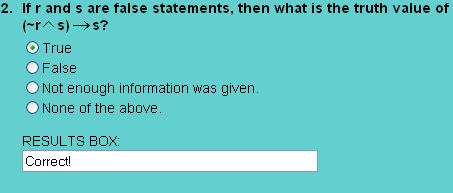 2. If r and s are false statements, then what is the truth value of
(~r^s)→s?
True
False
Not enough information was given.
None of the above.
RESULTS BOX:
Correct!